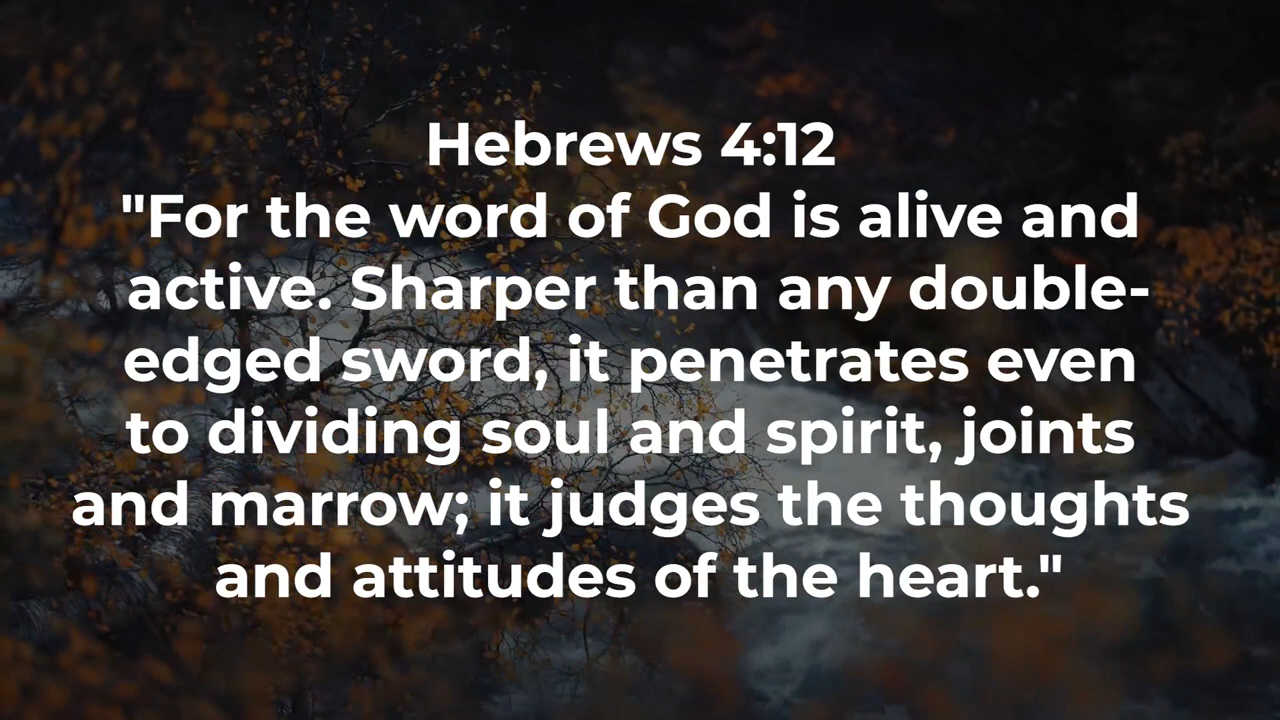 Hebrews 4:12
"For the word of God is alive and
active. Sharper than any double-
edged sword, it penetrates even
to dividing soul and spirit, joints
and marrow; it judges the thoughts
and attitudes of the heart."